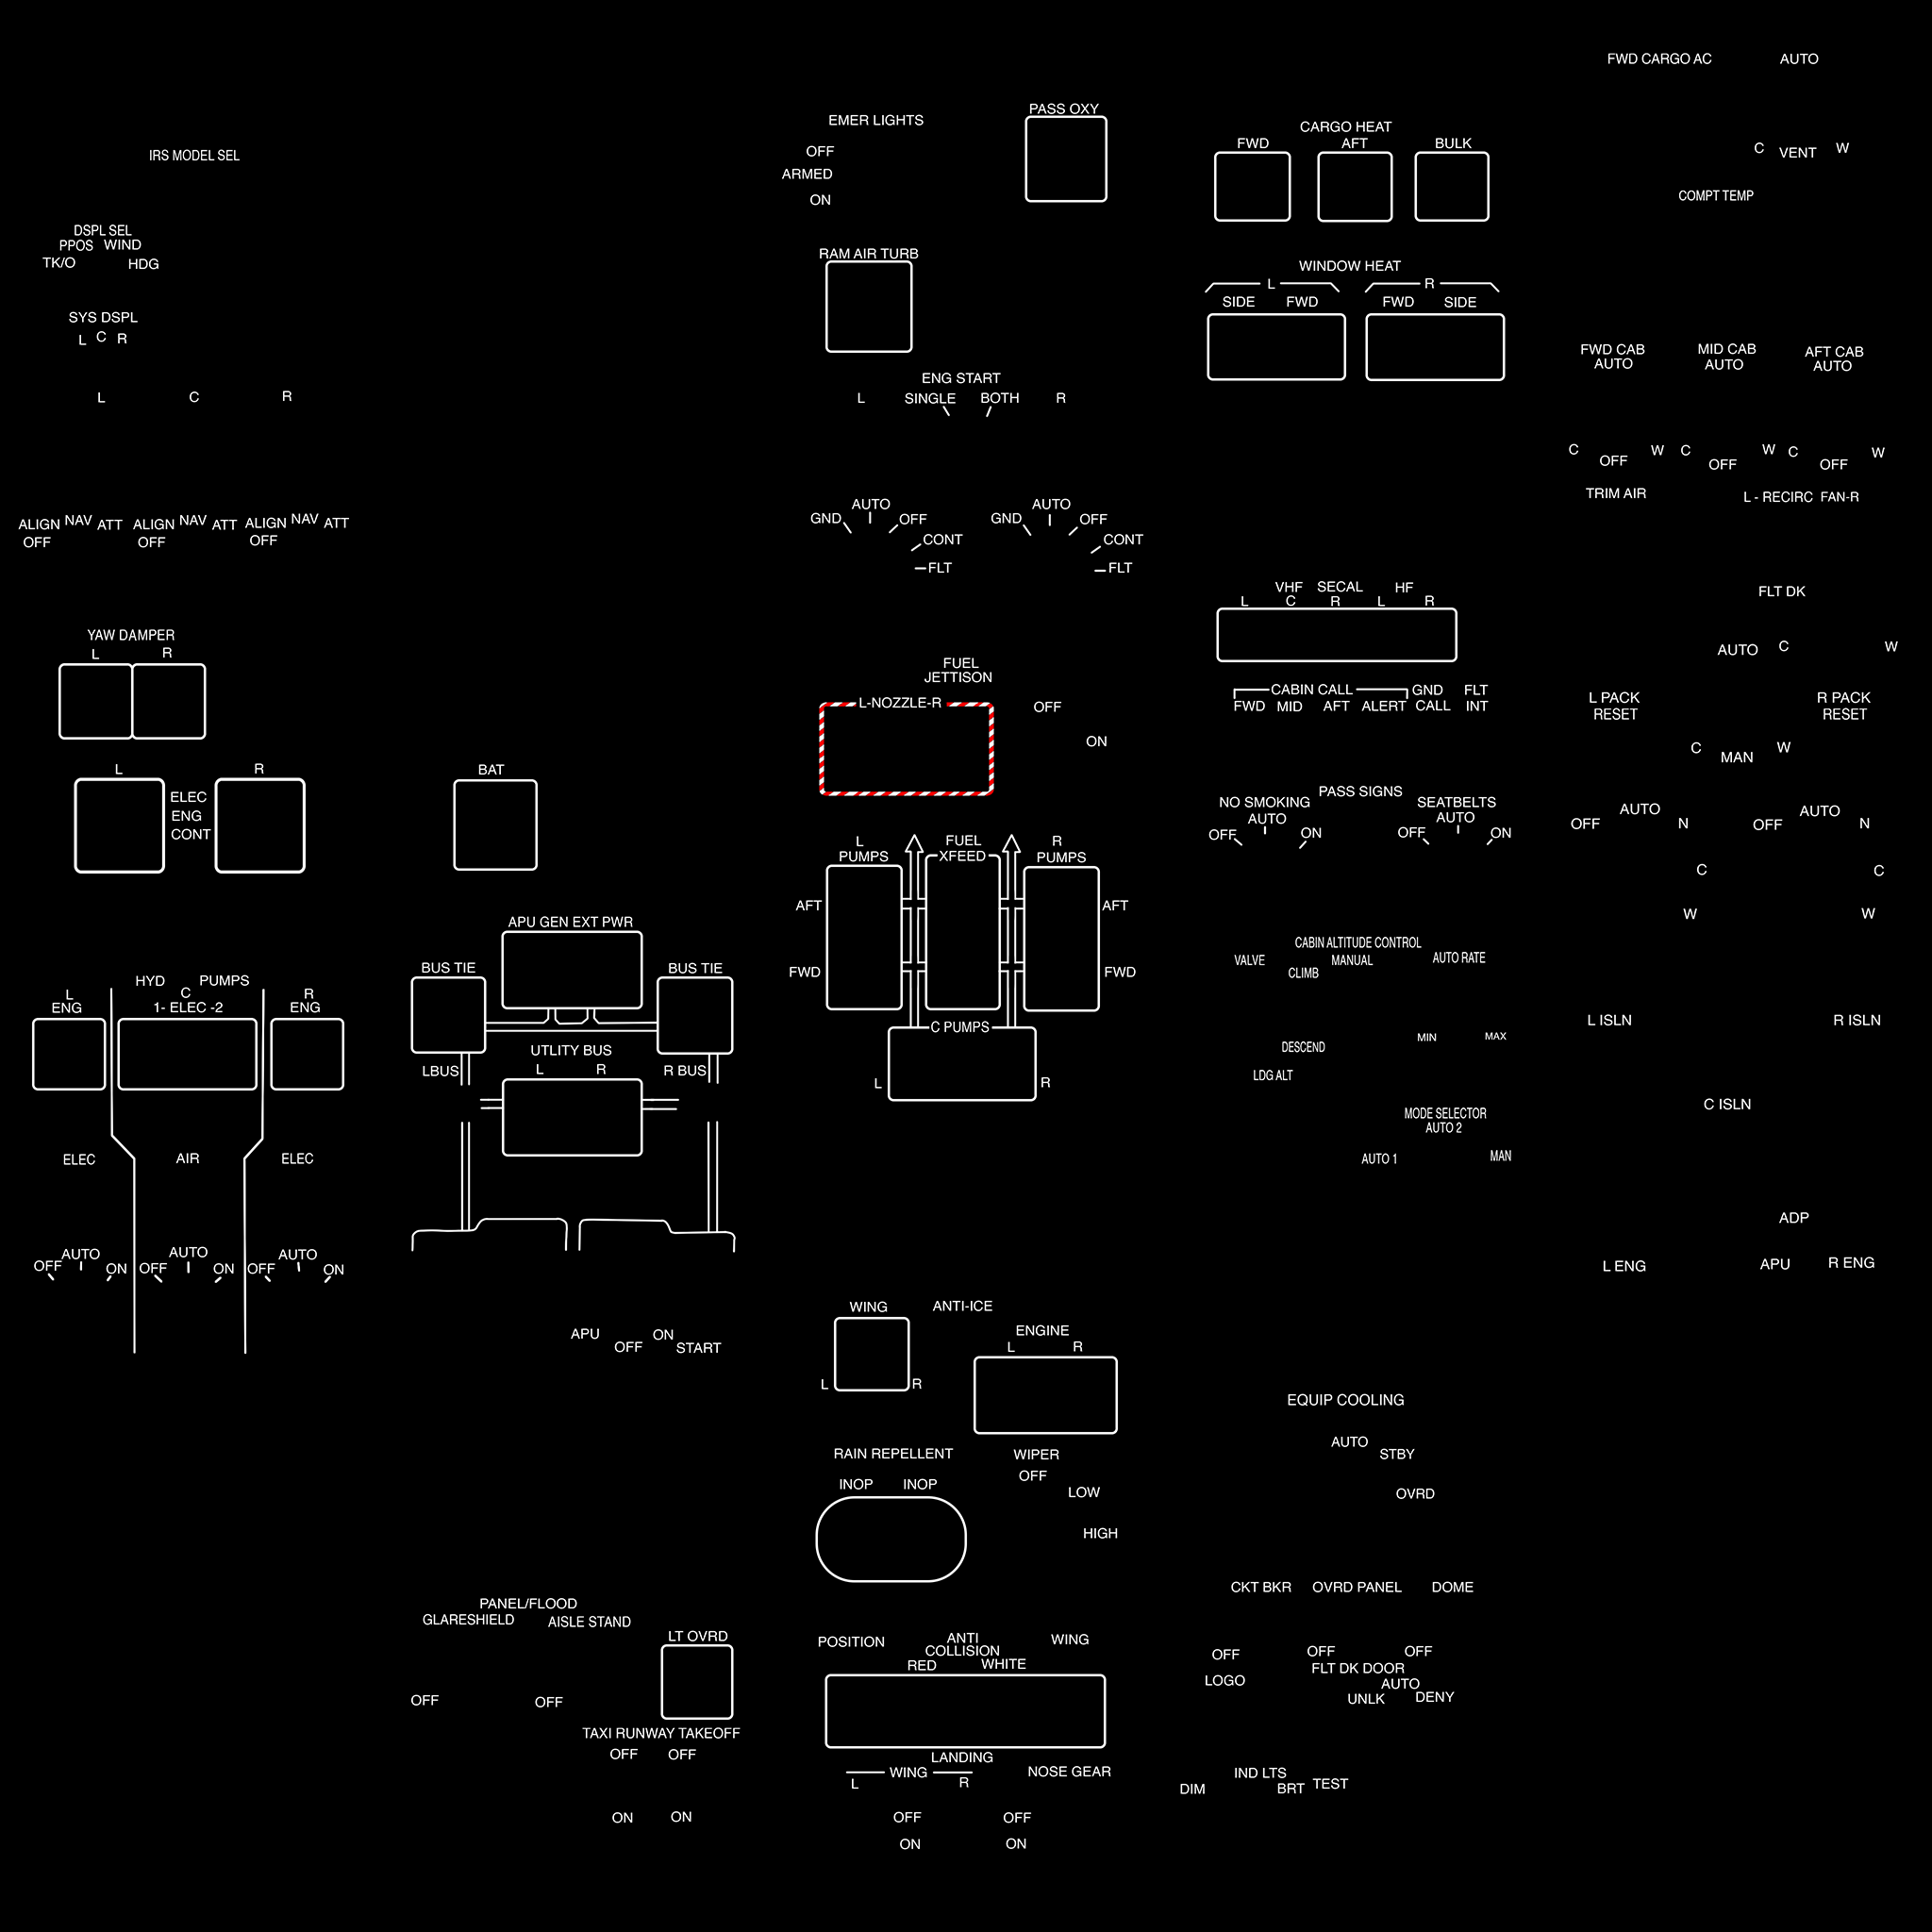 IRS MODEL SEL
DSPL SEL
PPOS WIND
TK/O HDG
SYS DSPL
L C R
L C R
ALIGN NAV ATT ALIGN NAV ATT ALIGN NAV ATT
OFF OFF OFF
YAW DAMPER
L R
L R
ELEC
ENG
CONT
HYD PUMPS
L C R
ENG 1- ELEC -2 ENG
ELEC AIR ELEC
OFF AUTO ON OFF AUTO ON OFF AUTO ON
BAT
APU GEN EXT PWR
BUS TIE BUS TIE
UTLITY BUS
LBUS L R R BUS
APU OFF ON START
PANEL/FLOOD
GLARESHIELD AISLE STAND
LT OVRD
OFF OFF
TAXI RUNWAY TAKEOFF
OFF OFF
ON ON
EMER LIGHTS
OFF
ARMED
ON
PASS OXY
RAM AIR TURB
ENG START
L SINGLE BOTH R
GND AUTO OFF CONT FLT
GND AUTO OFF CONT FLT
FUEL
JETTISON
L-NOZZLE-R
OFF
ON
L FUEL R
PUMPS XFEED PUMPS
AFT AFT
FWD FWD
C PUMPS
L R
WING ANTI-ICE
ENGINE
L R
L R
RAIN REPELLENT
INOP INOP
WIPER
OFF
LOW
HIGH
POSITION ANTI WING
COLLISION
RED WHITE
LANDING
WING NOSE GEAR
L R
OFF OFF
ON ON
CARGO HEAT
FWD AFT BULK
WINDOW HEAT
L R
SIDE FWD FWD SIDE
VHF SECAL HF
L C R L R
CABIN CALL GND FLT
FWD MID AFT ALERT CALL INT
PASS SIGNS
NO SMOKING SEATBELTS
AUTO AUTO
OFF ON OFF ON
CABIN ALTITUDE CONTROL
VALVE MANUAL AUTO RATE
CLIMB
MIN MAX
DESCEND
LDG ALT
MODE SELECTOR
AUTO 2
AUTO 1 MAN
EQUIP COOLING
AUTO
STBY
OVRD
CKT BKR OVRD PANEL DOME
OFF OFF OFF
LOGO FLT DK DOOR
AUTO
UNLK DENY
IND LTS
DIM BRT TEST
FWD CARGO AC AUTO
C VENT W
COMPT TEMP
FWD CAB MID CAB AFT CAB
AUTO AUTO AUTO
C W C W C W
OFF OFF OFF
TRIM AIR L - RECIRC FAN-R
FLT DK
AUTO C W
L PACK R PACK
RESET RESET
C MAN W
AUTO AUTO
OFF N OFF N
C C
W W
L ISLN R ISLN
C ISLN
ADP
L ENG APU R ENG